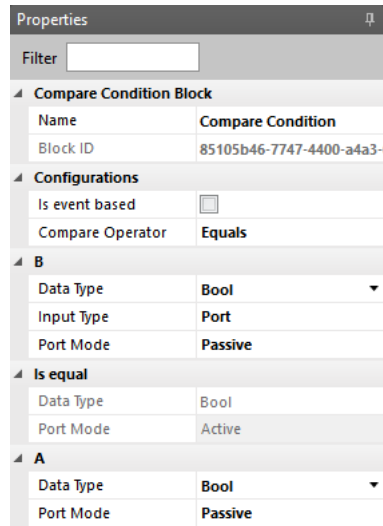 Properties
Filter
Compare Condition Block
Name Compare Condition
Block ID 85105b46-7747-4400-a4a3-
Configurations
Is event based
Compare Operator Equals
B
Data Type Bool
Input Type Port
Port Mode Passive
Is equal
Data Type Bool
Port Mode Active
A
Data Type Bool
Port Mode Passive